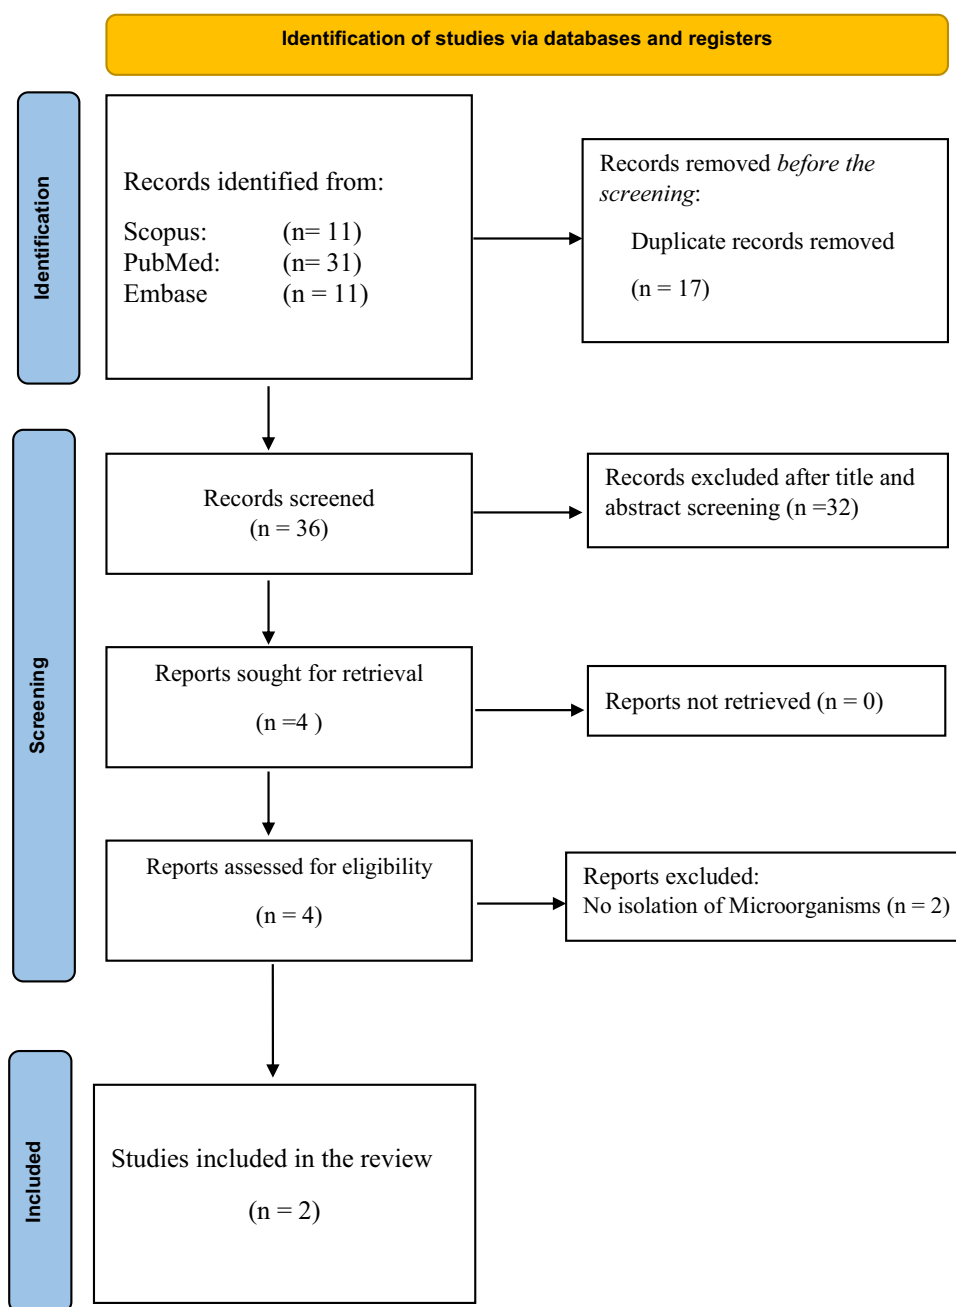 Identification of studies via databases and registers
Identification
Records identified from:
Scopus: (n= 11)
PubMed: (n= 31)
Embase (n = 11)
Records removed before the
screening:
Duplicate records removed
(n = 17)
Screening
Records screened
(n = 36)
Records excluded after title and
abstract screening (n =32)
Reports sought for retrieval
(n =4 )
Reports not retrieved (n = 0)
Reports assessed for eligibility
(n = 4)
Reports excluded:
No isolation of Microorganisms (n = 2)
Included
Studies included in the review
(n = 2)